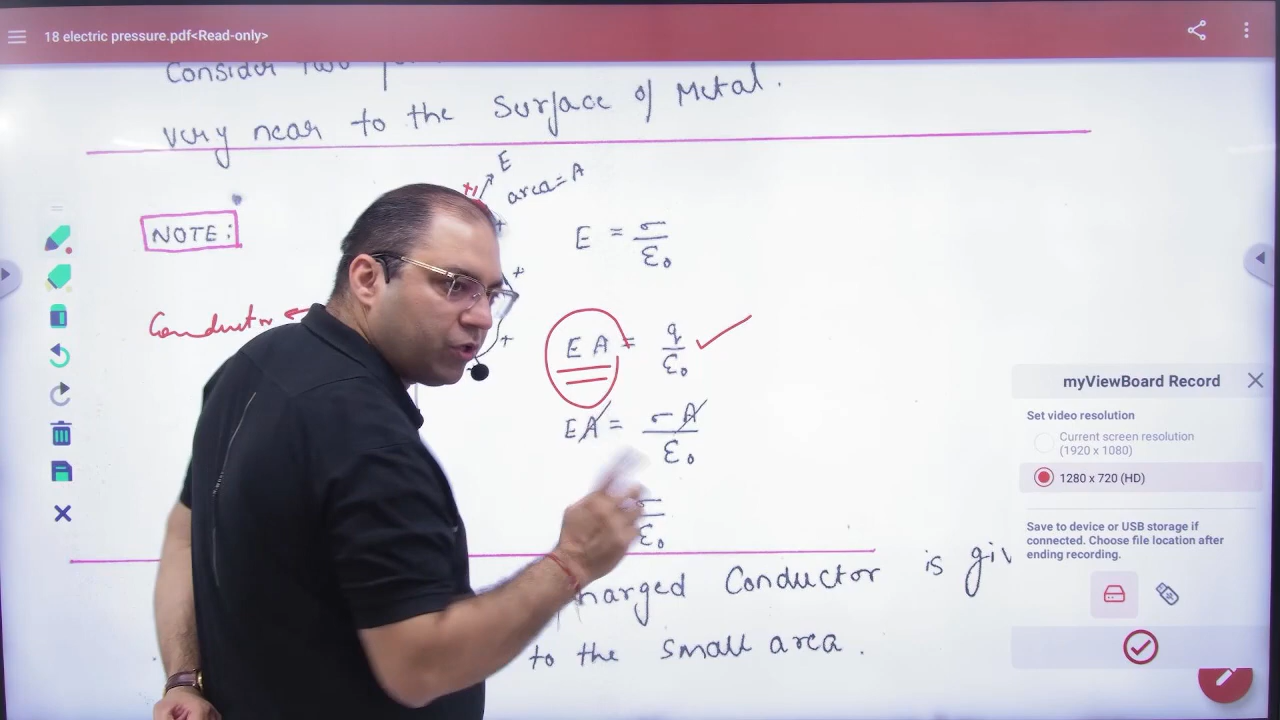 18 electric pressure.pdf<Read-only>
Consider two
very near to the Surface of Metal.
E
area = A
NOTE:
E = σ/ε₀
Conductor ←
E A = q/ε₀ ✓
EA = σA/ε₀
σ/ε₀
harged Conductor is giv
to the small area.
myViewBoard Record
Set video resolution
Current screen resolution
(1920 x 1080)
1280 x 720 (HD)
Save to device or USB storage if
connected. Choose file location after
ending recording.